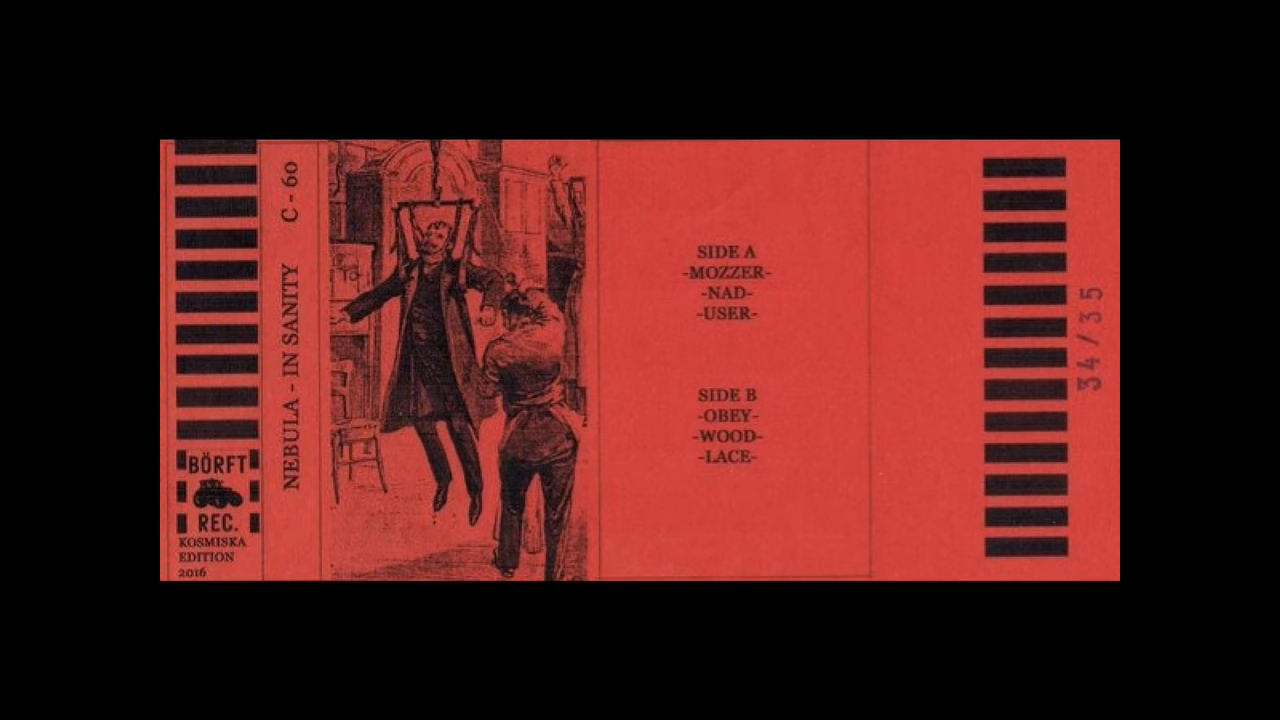 BÖRFT
REC.
KOSMISKA
EDITION
2016
NEBULA - IN SANITY C - 60
SIDE A
-MOZZER-
-NAD-
-USER-
SIDE B
-OBEY-
-WOOD-
-LACE-
34/35